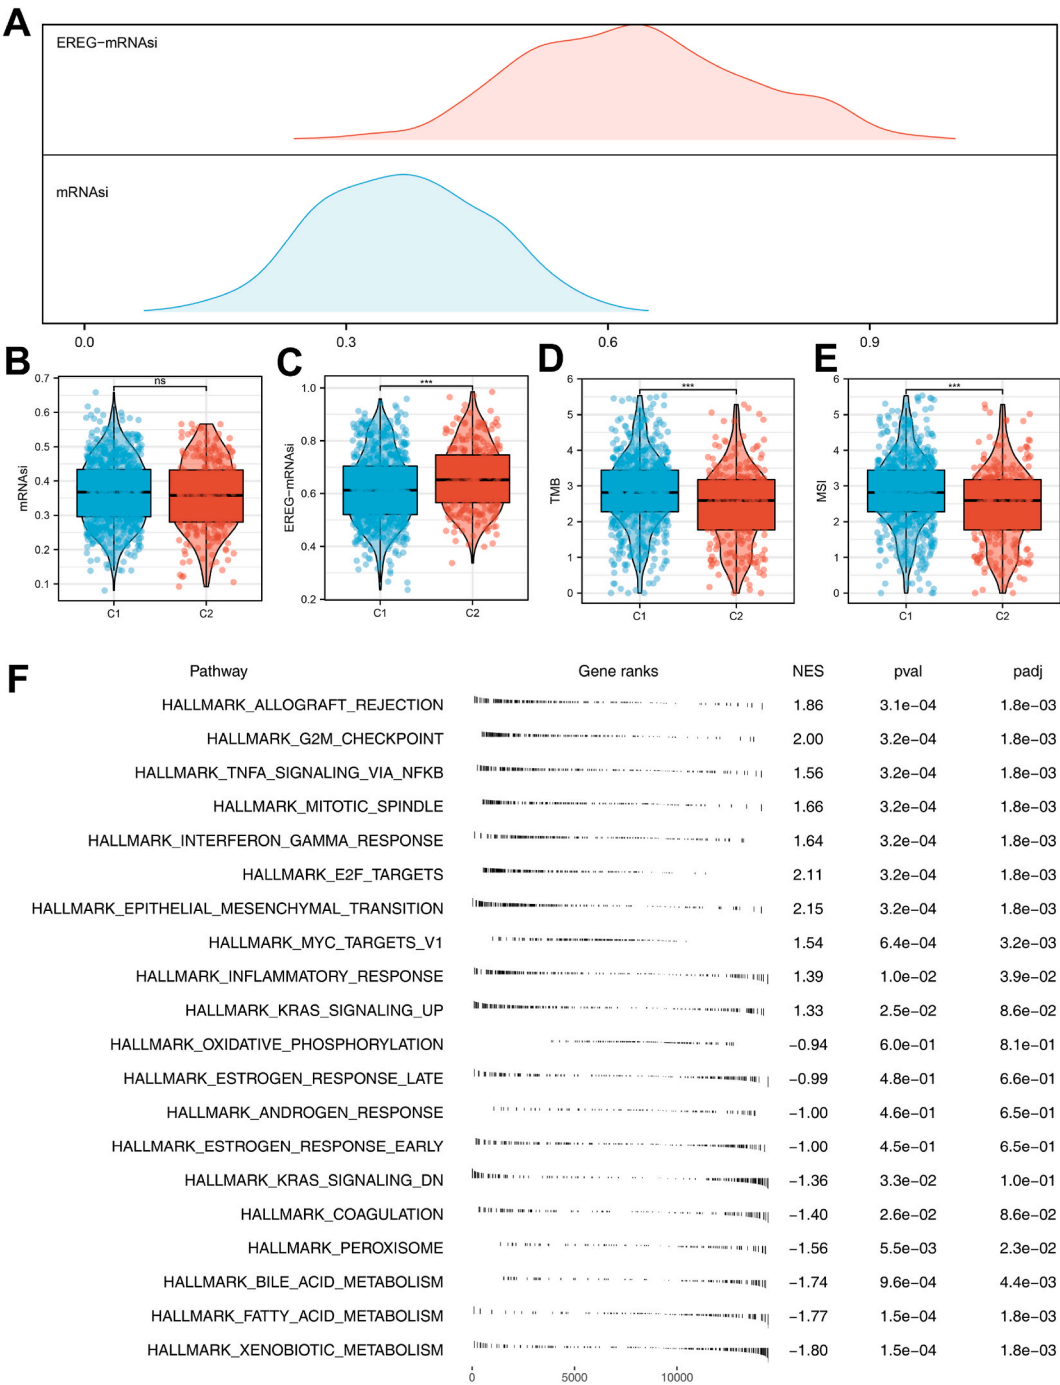 A
EREG−mRNAsi
mRNAsi
0.0 0.3 0.6 0.9
B
ns
mRNAsi
0.7
0.6
0.5
0.4
0.3
0.2
0.1
C1 C2
C
***
EREG−mRNAsi
1.0
0.8
0.6
0.4
0.2
C1 C2
D
***
TMB
6
5
4
3
2
1
0
C1 C2
E
***
MSI
6
5
4
3
2
1
0
C1 C2
F
Pathway Gene ranks NES pval padj
HALLMARK_ALLOGRAFT_REJECTION 1.86 3.1e−04 1.8e−03
HALLMARK_G2M_CHECKPOINT 2.00 3.2e−04 1.8e−03
HALLMARK_TNFA_SIGNALING_VIA_NFKB 1.56 3.2e−04 1.8e−03
HALLMARK_MITOTIC_SPINDLE 1.66 3.2e−04 1.8e−03
HALLMARK_INTERFERON_GAMMA_RESPONSE 1.64 3.2e−04 1.8e−03
HALLMARK_E2F_TARGETS 2.11 3.2e−04 1.8e−03
HALLMARK_EPITHELIAL_MESENCHYMAL_TRANSITION 2.15 3.2e−04 1.8e−03
HALLMARK_MYC_TARGETS_V1 1.54 6.4e−04 3.2e−03
HALLMARK_INFLAMMATORY_RESPONSE 1.39 1.0e−02 3.9e−02
HALLMARK_KRAS_SIGNALING_UP 1.33 2.5e−02 8.6e−02
HALLMARK_OXIDATIVE_PHOSPHORYLATION −0.94 6.0e−01 8.1e−01
HALLMARK_ESTROGEN_RESPONSE_LATE −0.99 4.8e−01 6.6e−01
HALLMARK_ANDROGEN_RESPONSE −1.00 4.6e−01 6.5e−01
HALLMARK_ESTROGEN_RESPONSE_EARLY −1.00 4.5e−01 6.5e−01
HALLMARK_KRAS_SIGNALING_DN −1.36 3.3e−02 1.0e−01
HALLMARK_COAGULATION −1.40 2.6e−02 8.6e−02
HALLMARK_PEROXISOME −1.56 5.5e−03 2.3e−02
HALLMARK_BILE_ACID_METABOLISM −1.74 9.6e−04 4.4e−03
HALLMARK_FATTY_ACID_METABOLISM −1.77 1.5e−04 1.8e−03
HALLMARK_XENOBIOTIC_METABOLISM −1.80 1.5e−04 1.8e−03
0 5000 10000